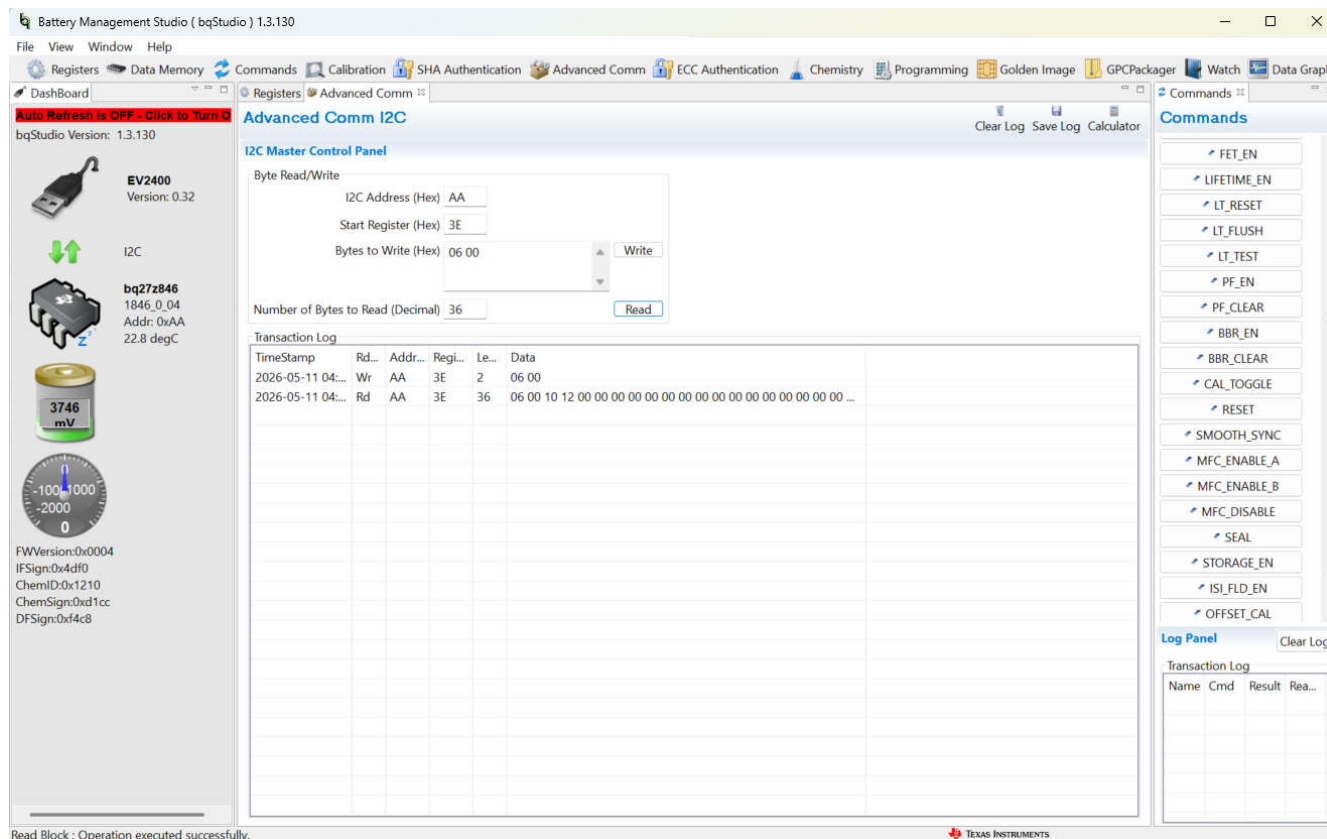 Battery Management Studio ( bqStudio ) 1.3.130
File View Window Help
Registers Data Memory Commands Calibration SHA Authentication Advanced Comm ECC Authentication Chemistry Programming Golden Image GPCPackager Watch Data Grap
DashBoard
Auto Refresh is OFF - Click to Turn O
bqStudio Version: 1.3.130
EV2400
Version: 0.32
I2C
bq27z846
1846_0_04
Addr: 0xAA
22.8 degC
z
3746
mV
0
-100 1000
-2000
0
FWVersion:0x0004
IFSign:0x4df0
ChemID:0x1210
ChemSign:0xd1cc
DFSign:0xf4c8
Registers Advanced Comm
Advanced Comm I2C
Clear Log Save Log Calculator
I2C Master Control Panel
Byte Read/Write
I2C Address (Hex) AA
Start Register (Hex) 3E
Bytes to Write (Hex) 06 00 Write
Number of Bytes to Read (Decimal) 36 Read
Transaction Log
TimeStamp Rd... Addr... Regi... Le... Data
2026-05-11 04:... Wr AA 3E 2 06 00
2026-05-11 04:... Rd AA 3E 36 06 00 10 12 00 00 00 00 00 00 00 00 00 00 00 00 00 00 00 00 ...
Commands
Commands
FET_EN
LIFETIME_EN
LT_RESET
LT_FLUSH
LT_TEST
PF_EN
PF_CLEAR
BBR_EN
BBR_CLEAR
CAL_TOGGLE
RESET
SMOOTH_SYNC
MFC_ENABLE_A
MFC_ENABLE_B
MFC_DISABLE
SEAL
STORAGE_EN
ISI_FLD_EN
OFFSET_CAL
Log Panel Clear Log
Transaction Log
Name Cmd Result Rea...
Read Block : Operation executed successfully.
TEXAS INSTRUMENTS